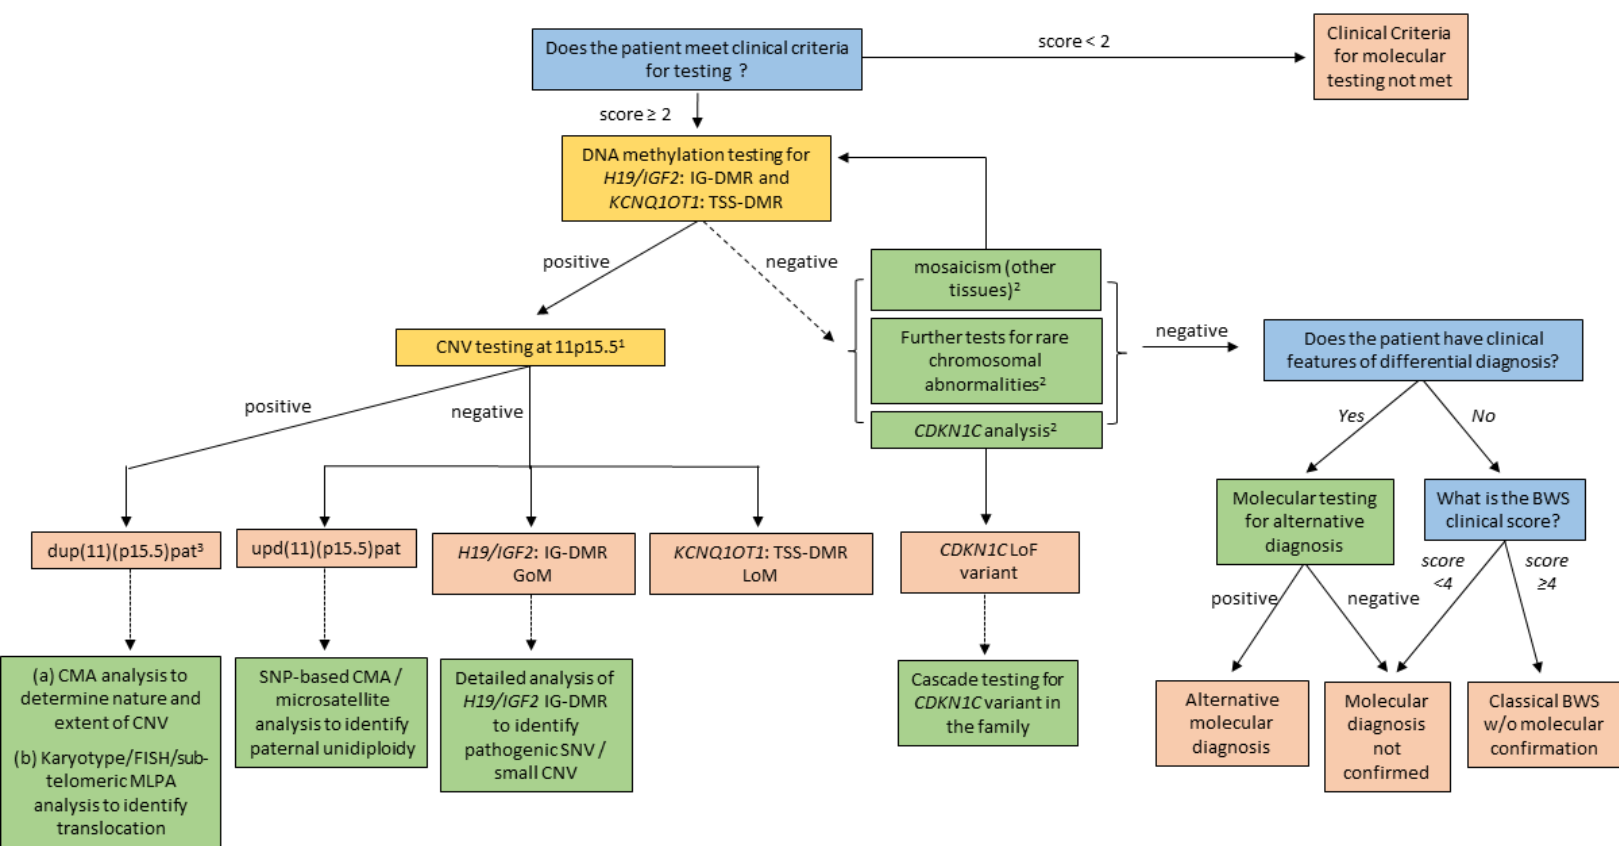 Does the patient meet clinical criteria
for testing ?
score < 2
Clinical Criteria
for molecular
testing not met
score ≥ 2
DNA methylation testing for
H19/IGF2: IG-DMR and
KCNQ1OT1: TSS-DMR
positive
negative
mosaicism (other
tissues)²
Further tests for rare
chromosomal
abnormalities²
CDKN1C analysis²
negative
Does the patient have clinical
features of differential diagnosis?
CNV testing at 11p15.5¹
positive
negative
Yes
No
Molecular testing
for alternative
diagnosis
What is the BWS
clinical score?
dup(11)(p15.5)pat³
upd(11)(p15.5)pat
H19/IGF2: IG-DMR
GoM
KCNQ1OT1: TSS-DMR
LoM
CDKN1C LoF
variant
score
<4
score
≥4
positive
negative
(a) CMA analysis to
determine nature and
extent of CNV
(b) Karyotype/FISH/sub-
telomeric MLPA
analysis to identify
translocation
SNP-based CMA /
microsatellite
analysis to identify
paternal unidiploidy
Detailed analysis of
H19/IGF2 IG-DMR
to identify
pathogenic SNV /
small CNV
Cascade testing for
CDKN1C variant in
the family
Alternative
molecular
diagnosis
Molecular
diagnosis
not
confirmed
Classical BWS
w/o molecular
confirmation